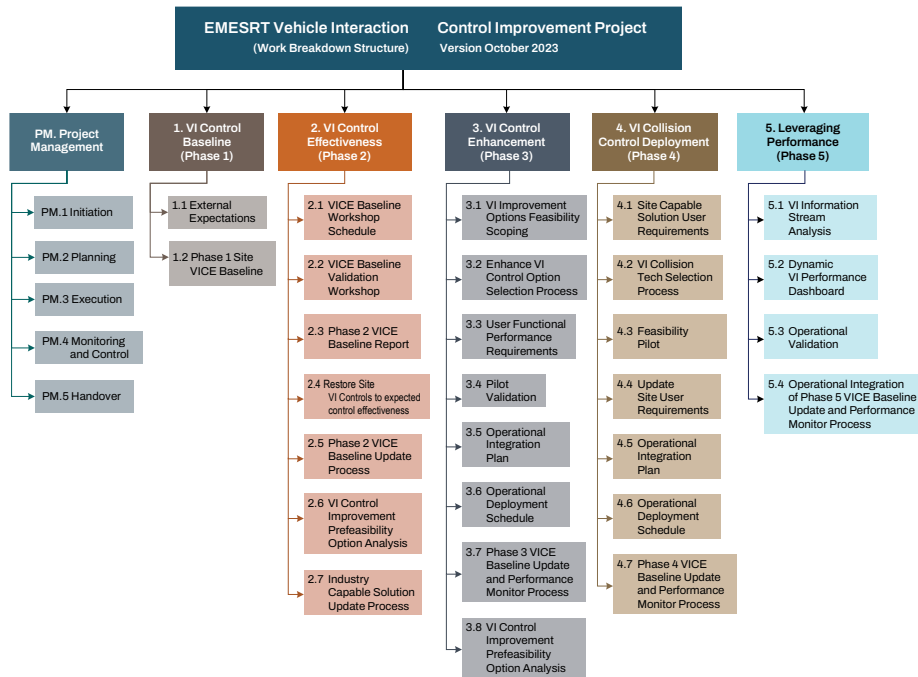 EMESRT Vehicle Interaction Control Improvement Project
(Work Breakdown Structure) Version October 2023
PM. Project
Management
PM.1 Initiation
PM.2 Planning
PM.3 Execution
PM.4 Monitoring
and Control
PM.5 Handover
1. VI Control
Baseline
(Phase 1)
1.1 External
Expectations
1.2 Phase 1 Site
VICE Baseline
2. VI Control
Effectiveness
(Phase 2)
2.1 VICE Baseline
Workshop
Schedule
2.2 VICE Baseline
Validation
Workshop
2.3 Phase 2 VICE
Baseline Report
2.4 Restore Site
VI Controls to expected
control effectiveness
2.5 Phase 2 VICE
Baseline Update
Process
2.6 VI Control
Improvement
Prefeasibility
Option Analysis
2.7 Industry
Capable Solution
Update Process
3. VI Control
Enhancement
(Phase 3)
3.1 VI Improvement
Options Feasibility
Scoping
3.2 Enhance VI
Control Option
Selection Process
3.3 User Functional
Performance
Requirements
3.4 Pilot
Validation
3.5 Operational
Integration
Plan
3.6 Operational
Deployment
Schedule
3.7 Phase 3 VICE
Baseline Update
and Performance
Monitor Process
3.8 VI Control
Improvement
Prefeasibility
Option Analysis
4. VI Collision
Control Deployment
(Phase 4)
4.1 Site Capable
Solution User
Requirements
4.2 VI Collision
Tech Selection
Process
4.3 Feasibility
Pilot
4.4 Update
Site User
Requirements
4.5 Operational
Integration
Plan
4.6 Operational
Deployment
Schedule
4.7 Phase 4 VICE
Baseline Update
and Performance
Monitor Process
5. Leveraging
Performance
(Phase 5)
5.1 VI Information
Stream
Analysis
5.2 Dynamic
VI Performance
Dashboard
5.3 Operational
Validation
5.4 Operational Integration
of Phase 5 VICE Baseline
Update and Performance
Monitor Process